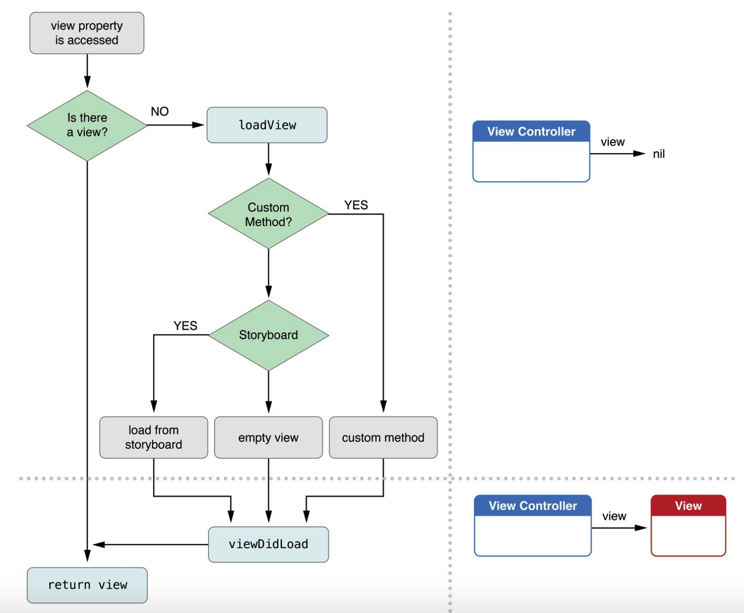 view property
is accessed
Is there
a view?
NO
loadView
View Controller
view
nil
Custom
Method?
YES
YES
Storyboard
load from
storyboard
empty view
custom method
View Controller
view
View
viewDidLoad
return view